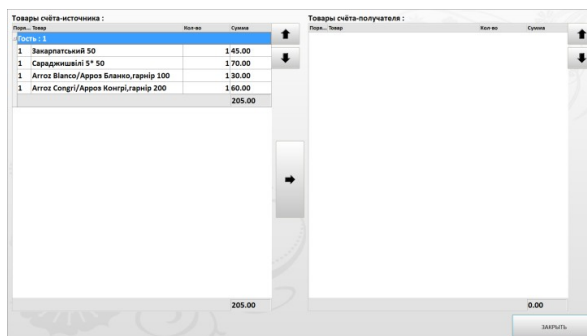 Товары счёта-источника :
Поря... Товар Кол-во Сумма
Гость : 1
1 Закарпатський 50 1 45.00
1 Сараджишвілі 5* 50 1 70.00
1 Arroz Blanco/Арроз Бланко,гарнір 100 1 30.00
1 Arroz Congri/Арроз Конгрі,гарнір 200 1 60.00
205.00
205.00
Товары счёта-получателя :
Поря... Товар Кол-во Сумма
0.00
ЗАКРЫТЬ